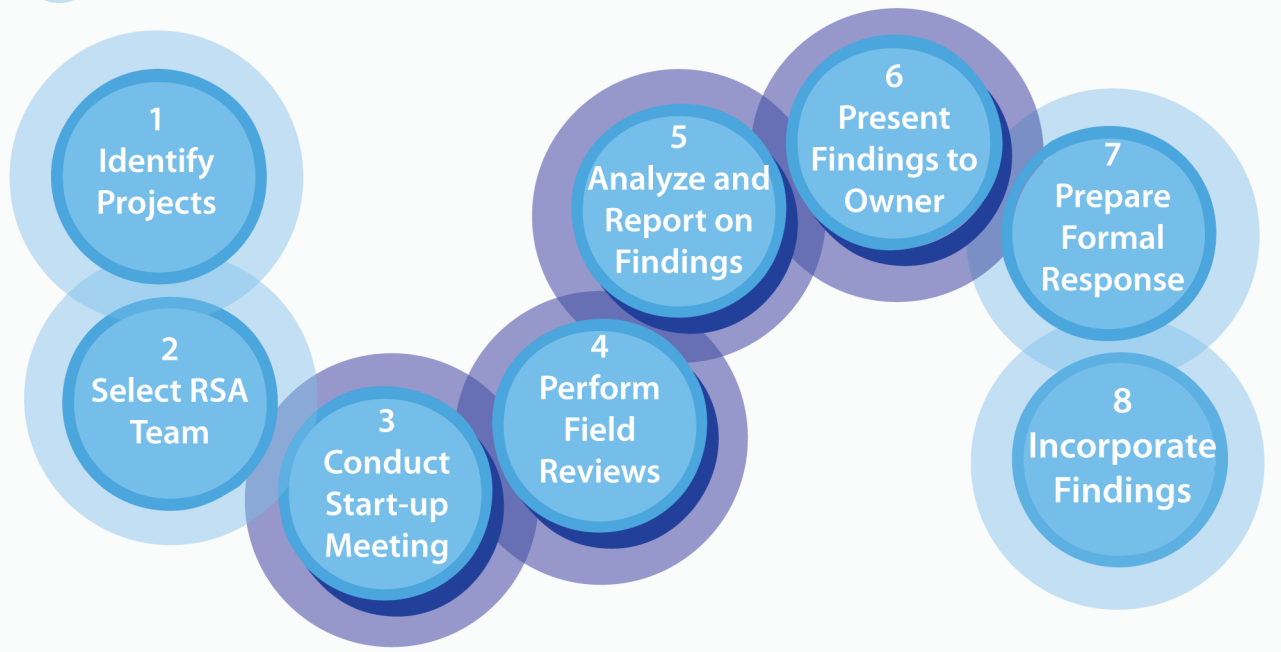 1
Identify
Projects
2
Select RSA
Team
3
Conduct
Start-up
Meeting
4
Perform
Field
Reviews
5
Analyze and
Report on
Findings
6
Present
Findings to
Owner
7
Prepare
Formal
Response
8
Incorporate
Findings